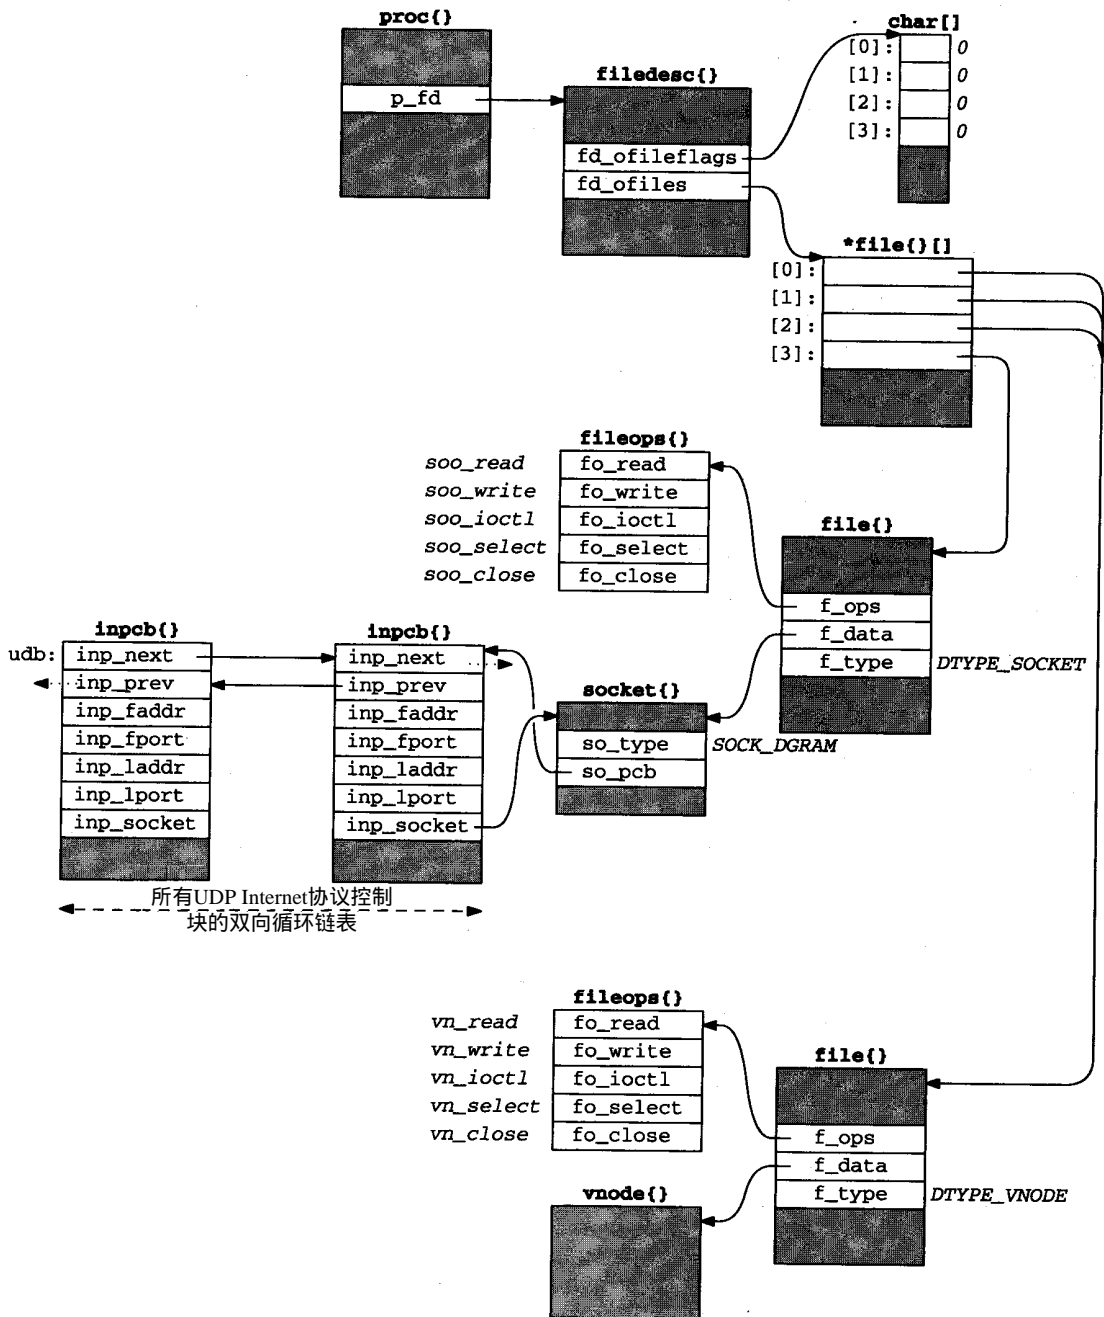 proc{}
p_fd
filedesc{}
fd_ofileflags
fd_ofiles
char[]
[0]: 0
[1]: 0
[2]: 0
[3]: 0
*file{}[]
[0]:
[1]:
[2]:
[3]:
fileops{}
soo_read fo_read
soo_write fo_write
soo_ioctl fo_ioctl
soo_select fo_select
soo_close fo_close
file{}
f_ops
f_data
f_type DTYPE_SOCKET
inpcb{}
udb: inp_next
inp_prev
inp_faddr
inp_fport
inp_laddr
inp_lport
inp_socket
inpcb{}
inp_next
inp_prev
inp_faddr
inp_fport
inp_laddr
inp_lport
inp_socket
socket{}
so_type SOCK_DGRAM
so_pcb
所有UDP Internet协议控制
块的双向循环链表
fileops{}
vn_read fo_read
vn_write fo_write
vn_ioctl fo_ioctl
vn_select fo_select
vn_close fo_close
file{}
f_ops
f_data
f_type DTYPE_VNODE
vnode{}